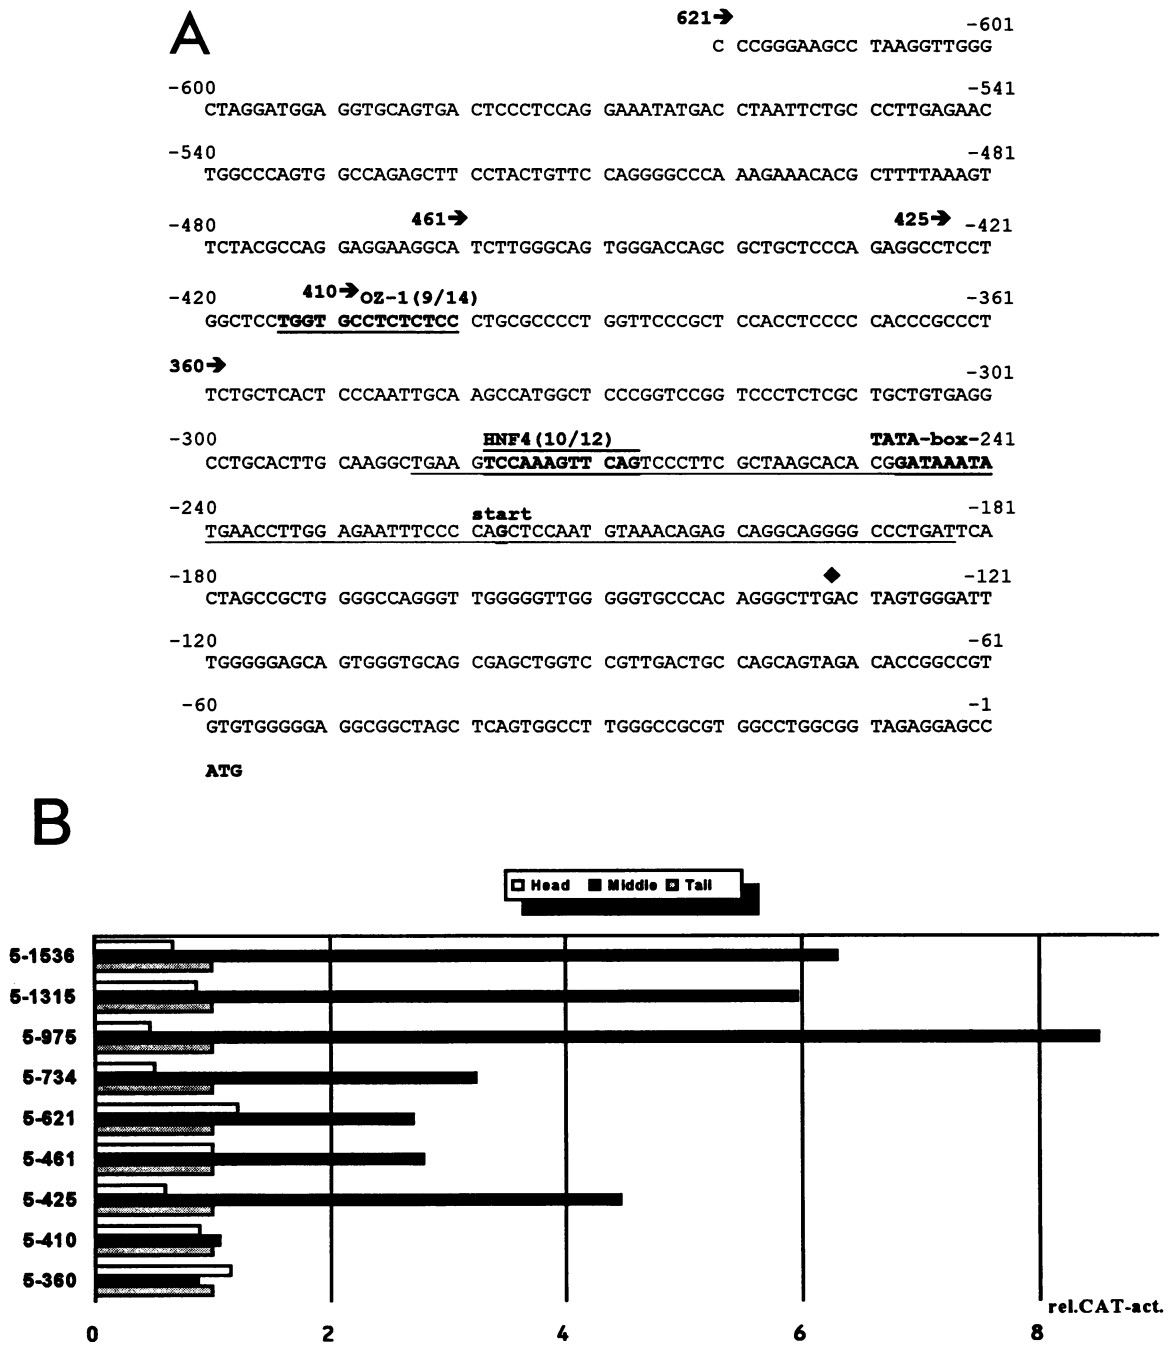 A
621➔ -601
C CCGGGAAGCC TAAGGTTGGG
-600 -541
CTAGGATGGA GGTGCAGTGA CTCCCTCCAG GAAATATGAC CTAATTCTGC CCTTGAGAAC
-540 -481
TGGCCCAGTG GCCAGAGCTT CCTACTGTTC CAGGGGCCCA AAGAAACACG CTTTTAAAGT
-480 461➔ 425➔ -421
TCTACGCCAG GAGGAAGGCA TCTTGGGCAG TGGGACCAGC GCTGCTCCCA GAGGCCTCCT
-420 410➔ OZ-1(9/14) -361
GGCTCCTGGT GCCTCTCTCC CTGCGCCCCT GGTTCCCGCT CCACCTCCCC CACCCGCCCT
360➔ -301
TCTGCTCACT CCCAATTGCA AGCCATGGCT CCCGGTCCGG TCCCTCTCGC TGCTGTGAGG
-300 HNF4(10/12) TATA-box-241
CCTGCACTTG CAAGGCTGAA GTCCAAAGTT CAGTCCCTTC GCTAAGCACA CGGATAAATA
-240 start -181
TGAACCTTGG AGAATTTCCC CAGCTCCAAT GTAAACAGAG CAGGCAGGGG CCCTGATTCA
-180 ◆ -121
CTAGCCGCTG GGGCCAGGGT TGGGGGTTGG GGGTGCCCAC AGGGCTTGAC TAGTGGGATT
-120 -61
TGGGGGAGCA GTGGGTGCAG CGAGCTGGTC CGTTGACTGC CAGCAGTAGA CACCGGCCGT
-60 -1
GTGTGGGGGA GGCGGCTAGC TCAGTGGCCT TGGGCCGCGT GGCCTGGCGG TAGAGGAGCC
ATG
B
Head Middle Tail
5-1536
5-1315
5-975
5-734
5-621
5-461
5-425
5-410
5-360
rel.CAT-act.
0 2 4 6 8